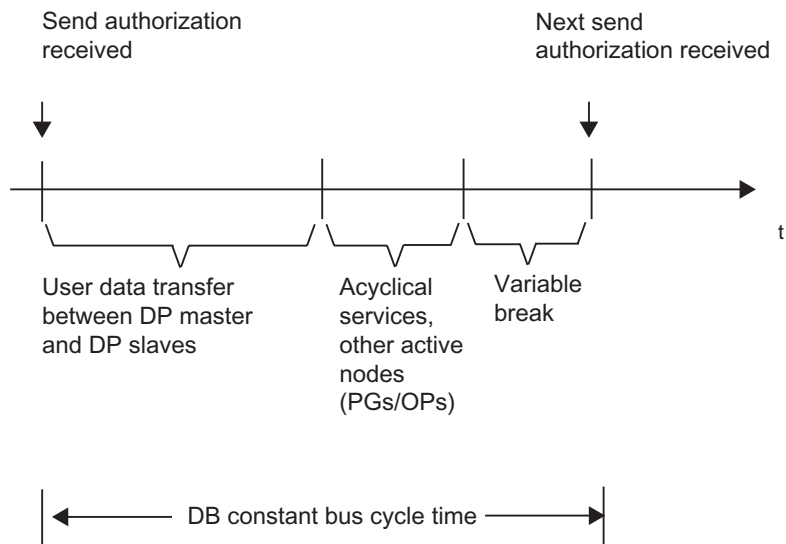 Send authorization
received
Next send
authorization received
t
User data transfer
between DP master
and DP slaves
Acyclical
services,
other active
nodes
(PGs/OPs)
Variable
break
DB constant bus cycle time